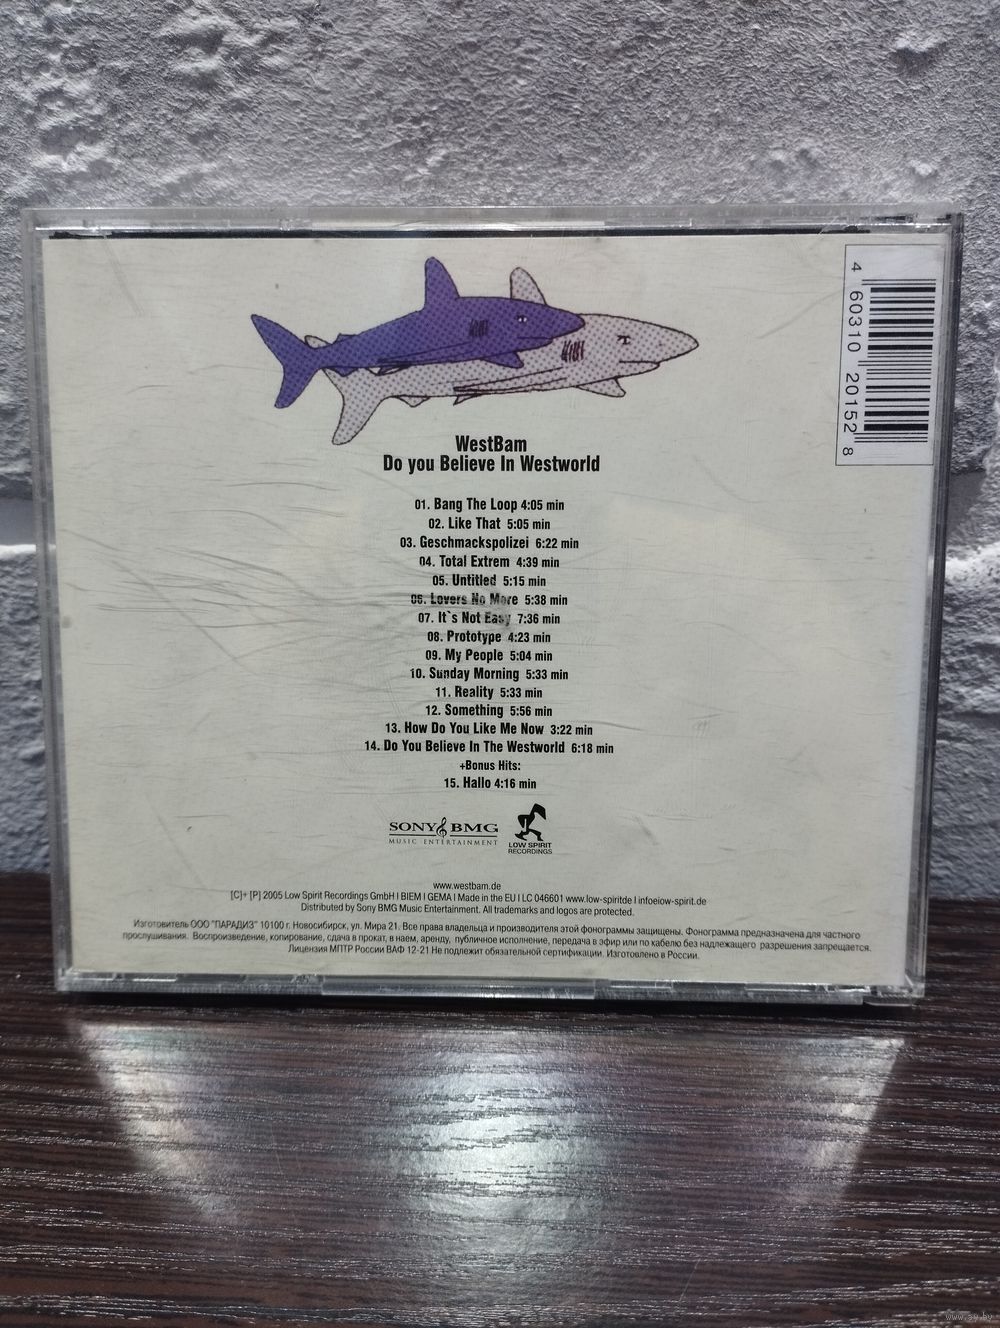 4 60310 20152 8
WestBam
Do you Believe In Westworld
01. Bang The Loop 4:05 min
02. Like That 5:05 min
03. Geschmackspolizei 6:22 min
04. Total Extrem 4:39 min
05. Untitled 5:15 min
06. Lovers No More 5:38 min
07. It`s Not Easy 7:36 min
08. Prototype 4:23 min
09. My People 5:04 min
10. Sunday Morning 5:33 min
11. Reality 5:33 min
12. Something 5:56 min
13. How Do You Like Me Now 3:22 min
14. Do You Believe In The Westworld 6:18 min
+Bonus Hits:
15. Hallo 4:16 min
SONY BMG
MUSIC ENTERTAINMENT
LOW SPIRIT
RECORDINGS
www.westbam.de
[C]+ [P] 2005 Low Spirit Recordings GmbH I BIEM I GEMA I Made in the EU I LC 046601 www.low-spiritde I infoeiow-spirit.de
Distributed by Sony BMG Music Entertainment. All trademarks and logos are protected.
Изготовитель ООО "ПАРАДИЗ" 10100 г. Новосибирск, ул. Мира 21. Все права владельца и производителя этой фонограммы защищены. Фонограмма предназначена для частного
прослушивания. Воспроизведение, копирование, сдача в прокат, в наем, аренду, публичное исполнение, передача в эфир или по кабелю без надлежащего разрешения запрещается.
Лицензия МПТР России ВАФ 12-21 Не подлежит обязательной сертификации. Изготовлено в России.
www.ay.by